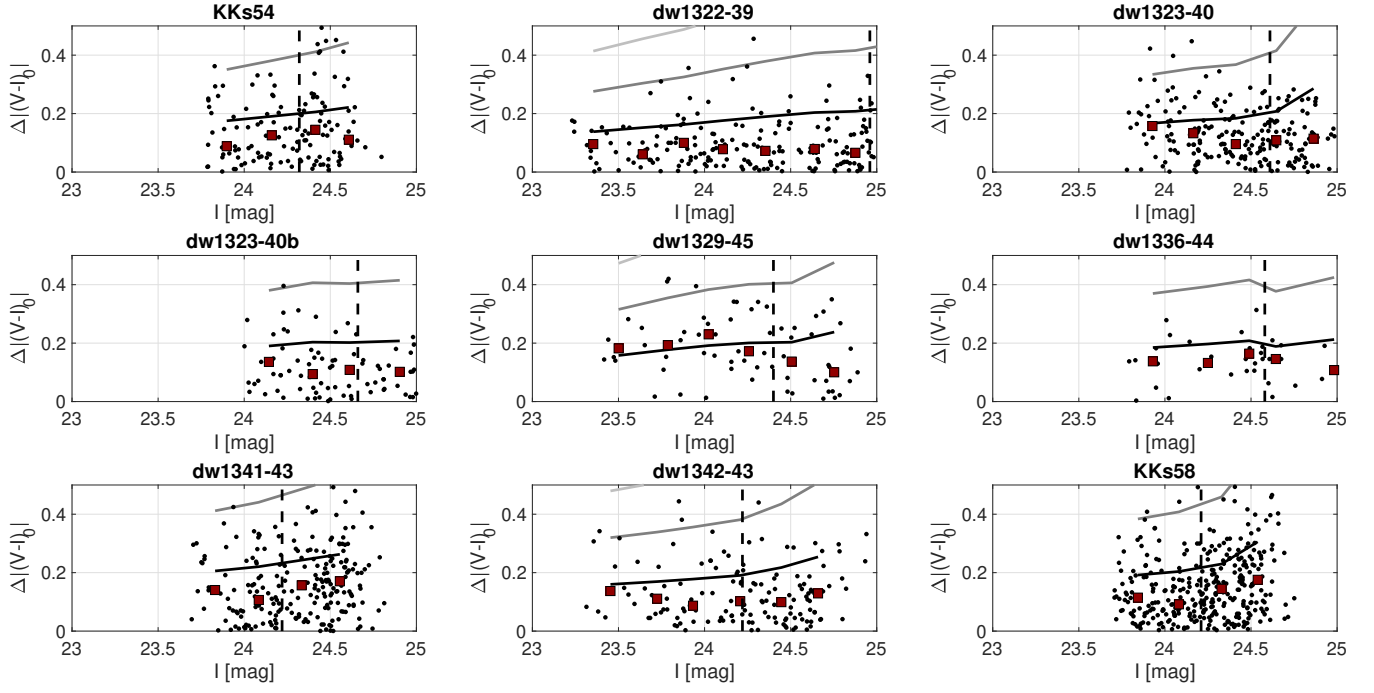 KKs54 dw1322-39 dw1323-40
Δ|(V-I)₀| Δ|(V-I)₀| Δ|(V-I)₀|
0.4 0.4 0.4
0.2 0.2 0.2
0 0 0
23 23.5 24 24.5 25 23 23.5 24 24.5 25 23 23.5 24 24.5 25
I [mag] I [mag] I [mag]
dw1323-40b dw1329-45 dw1336-44
Δ|(V-I)₀| Δ|(V-I)₀| Δ|(V-I)₀|
0.4 0.4 0.4
0.2 0.2 0.2
0 0 0
23 23.5 24 24.5 25 23 23.5 24 24.5 25 23 23.5 24 24.5 25
I [mag] I [mag] I [mag]
dw1341-43 dw1342-43 KKs58
Δ|(V-I)₀| Δ|(V-I)₀| Δ|(V-I)₀|
0.4 0.4 0.4
0.2 0.2 0.2
0 0 0
23 23.5 24 24.5 25 23 23.5 24 24.5 25 23 23.5 24 24.5 25
I [mag] I [mag] I [mag]